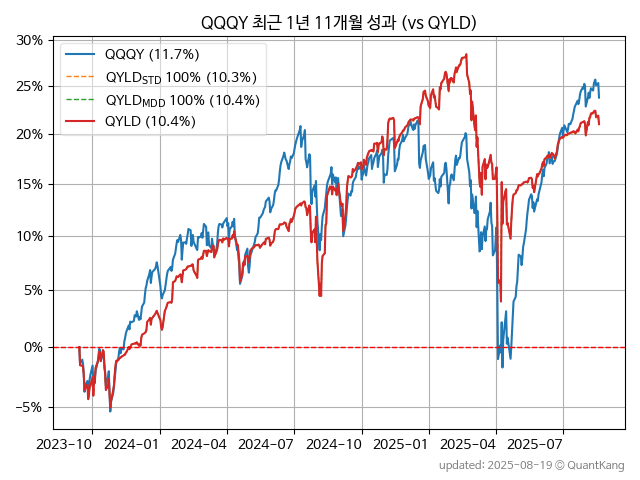 QQQY 최근 1년 11개월 성과 (vs QYLD)
30%
25%
20%
15%
10%
5%
0%
−5%
QQQY (11.7%)
QYLD_STD 100% (10.3%)
QYLD_MDD 100% (10.4%)
QYLD (10.4%)
2023-10 2024-01 2024-04 2024-07 2024-10 2025-01 2025-04 2025-07
updated: 2025-08-19 © QuantKang